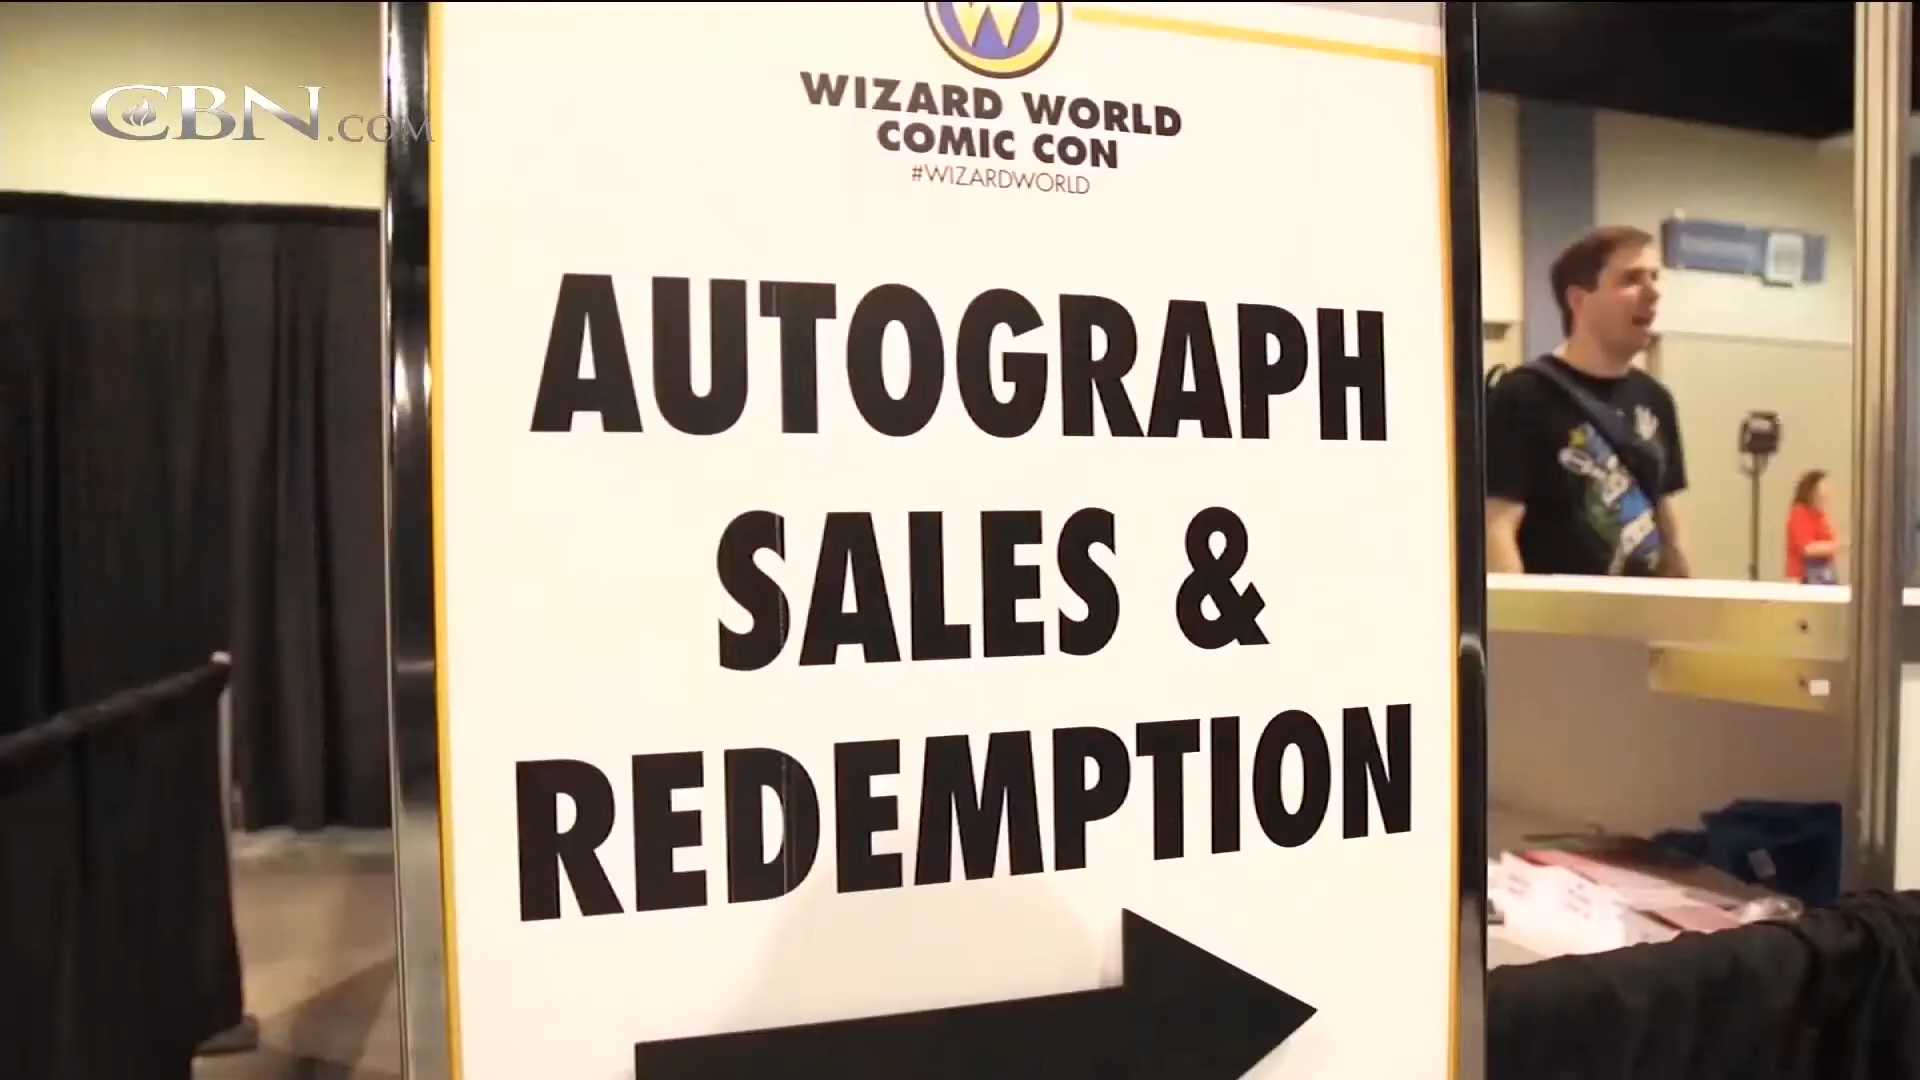 CBN.COM
W
WIZARD WORLD
COMIC CON
#WIZARDWORLD
AUTOGRAPH
SALES &
REDEMPTION